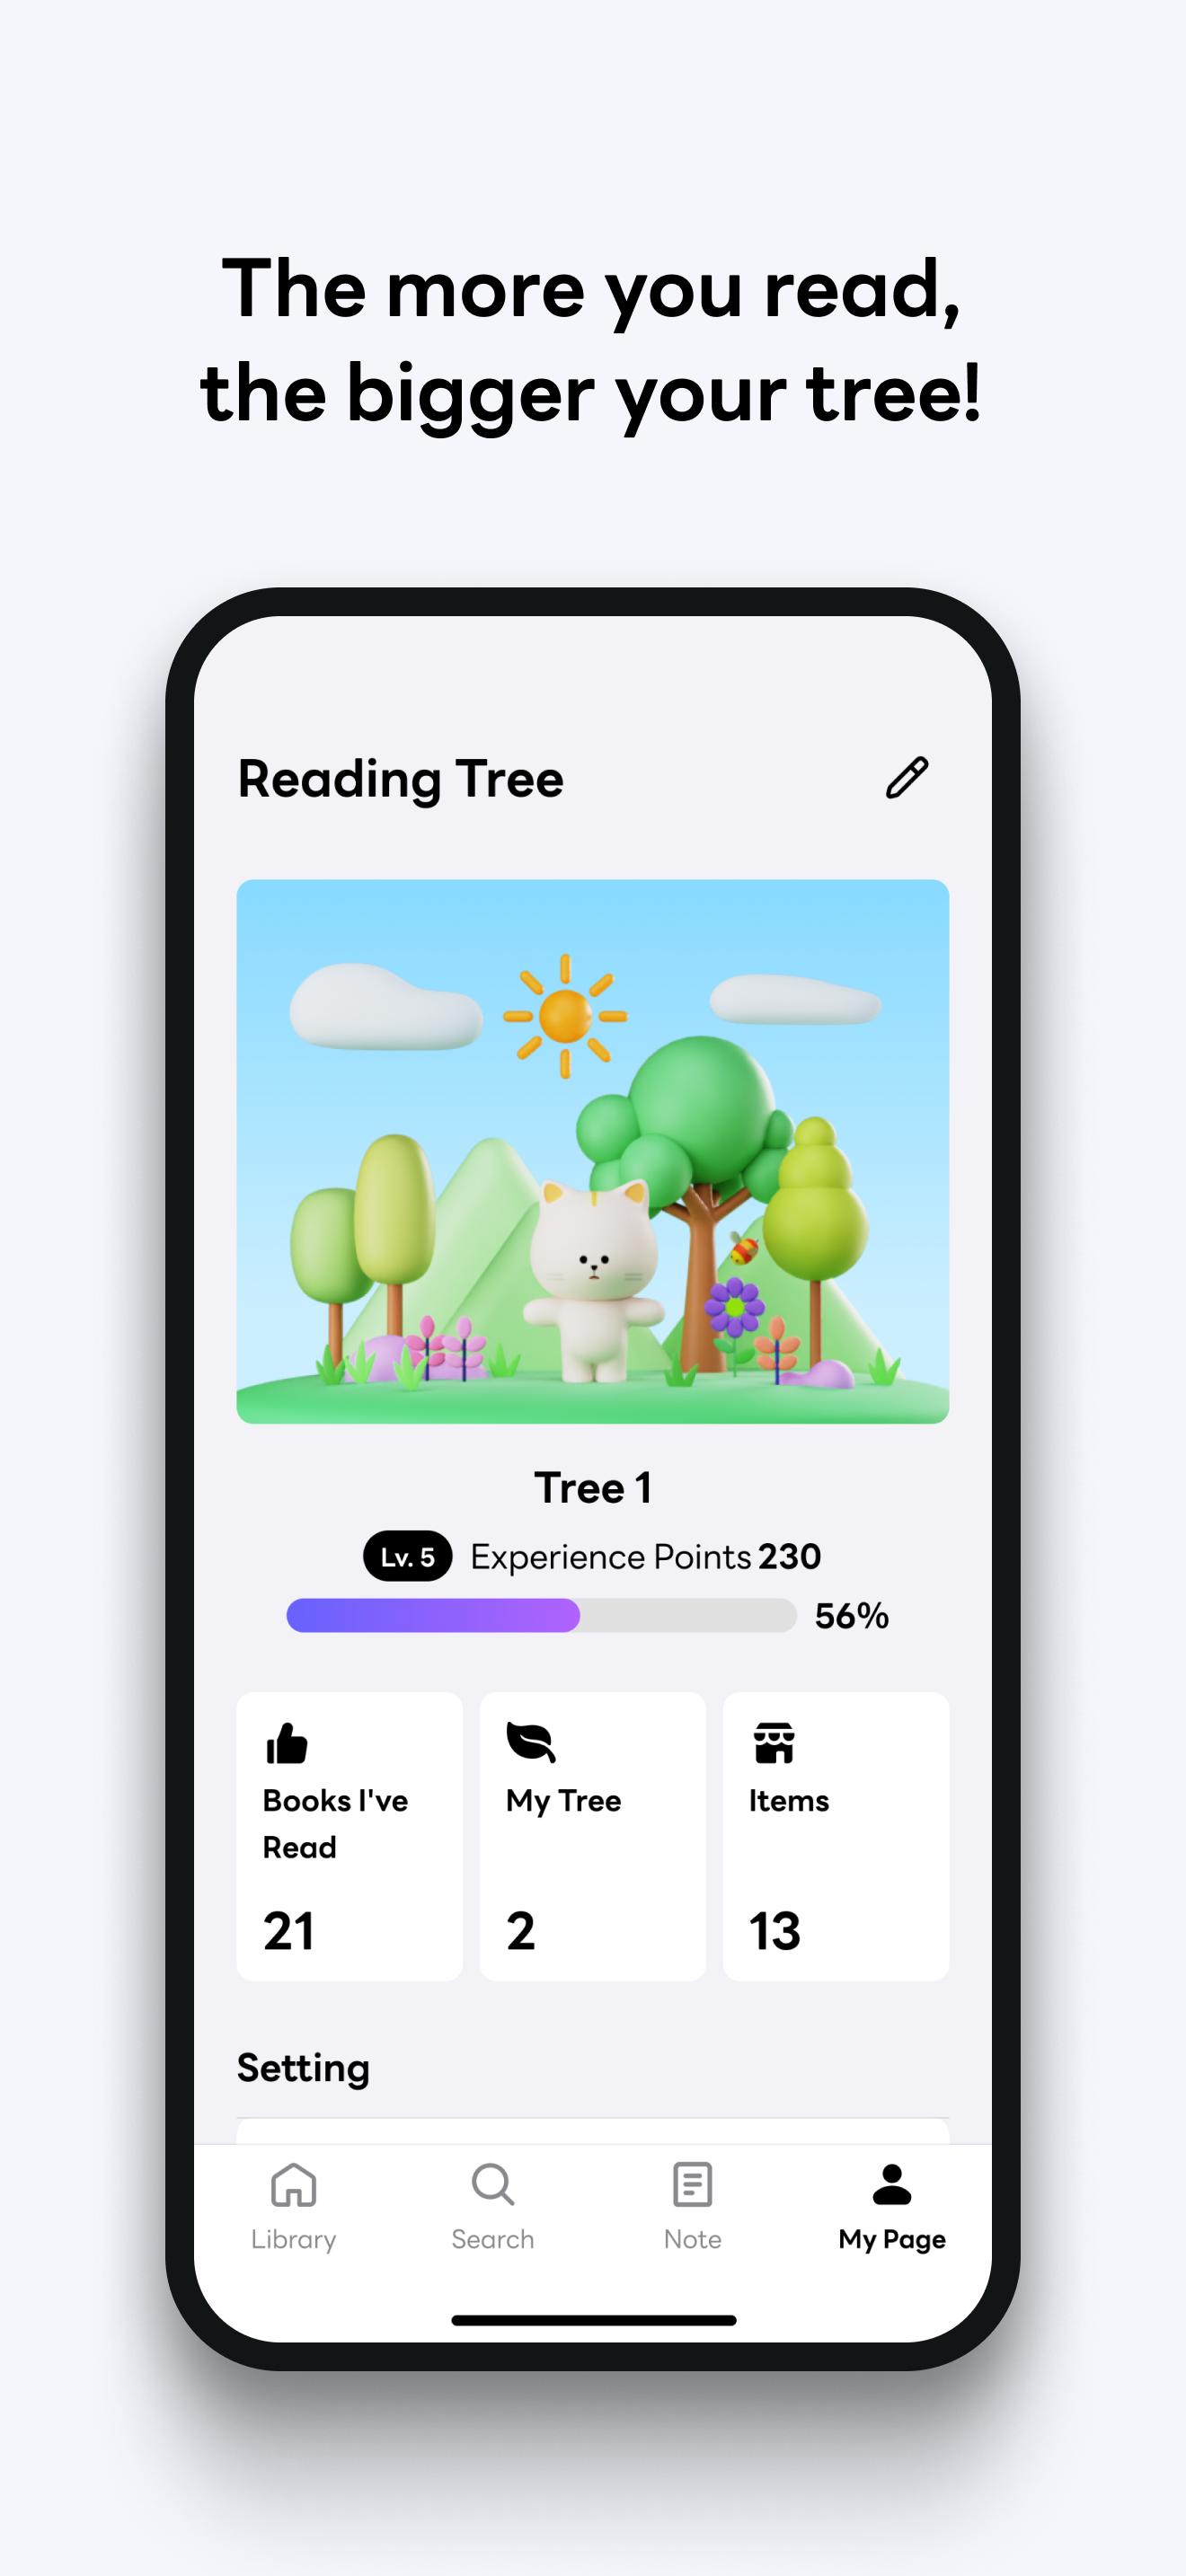 The more you read,
the bigger your tree!
Reading Tree
Tree 1
Lv. 5 Experience Points 230
56%
Books I've
Read
21
My Tree
2
Items
13
Setting
Library
Search
Note
My Page